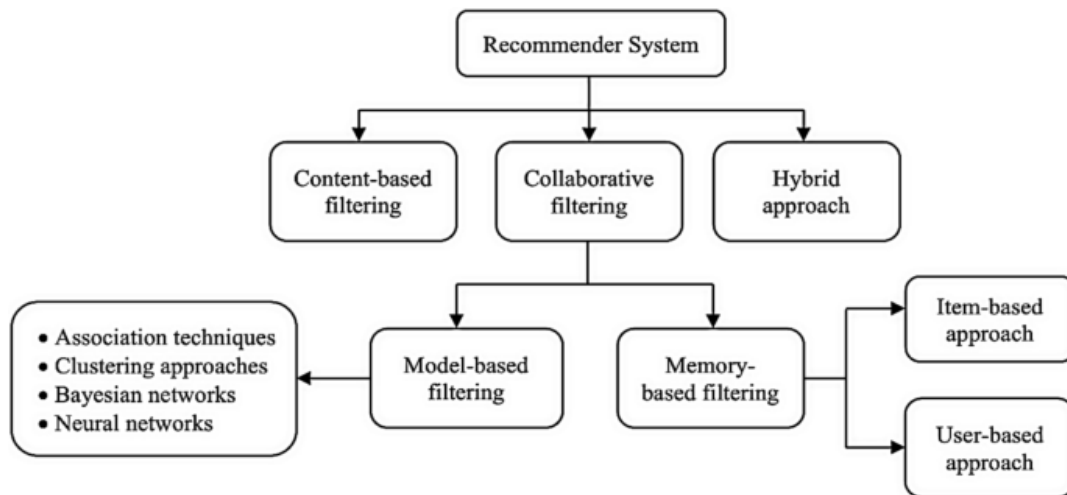 Recommender System
Content-based
filtering
Collaborative
filtering
Hybrid
approach
Item-based
approach
• Association techniques
• Clustering approaches
• Bayesian networks
• Neural networks
Model-based
filtering
Memory-
based filtering
User-based
approach